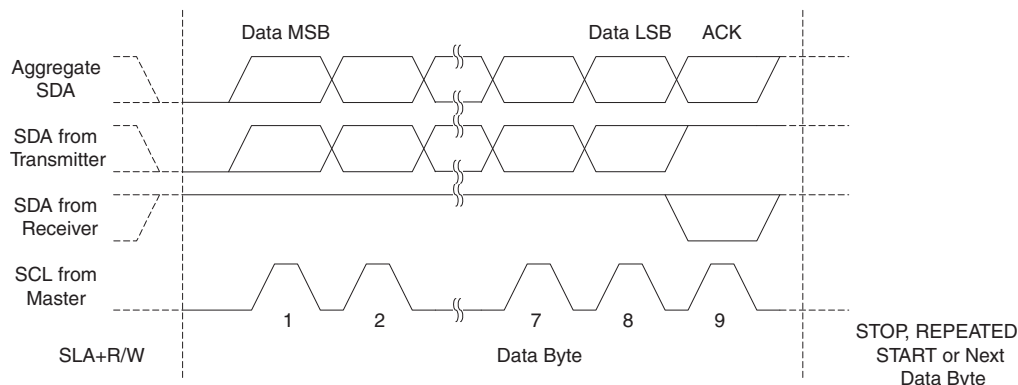 Data MSB
Data LSB
ACK
Aggregate
SDA
SDA from
Transmitter
SDA from
Receiver
SCL from
Master
1
2
7
8
9
SLA+R/W
Data Byte
STOP, REPEATED
START or Next
Data Byte